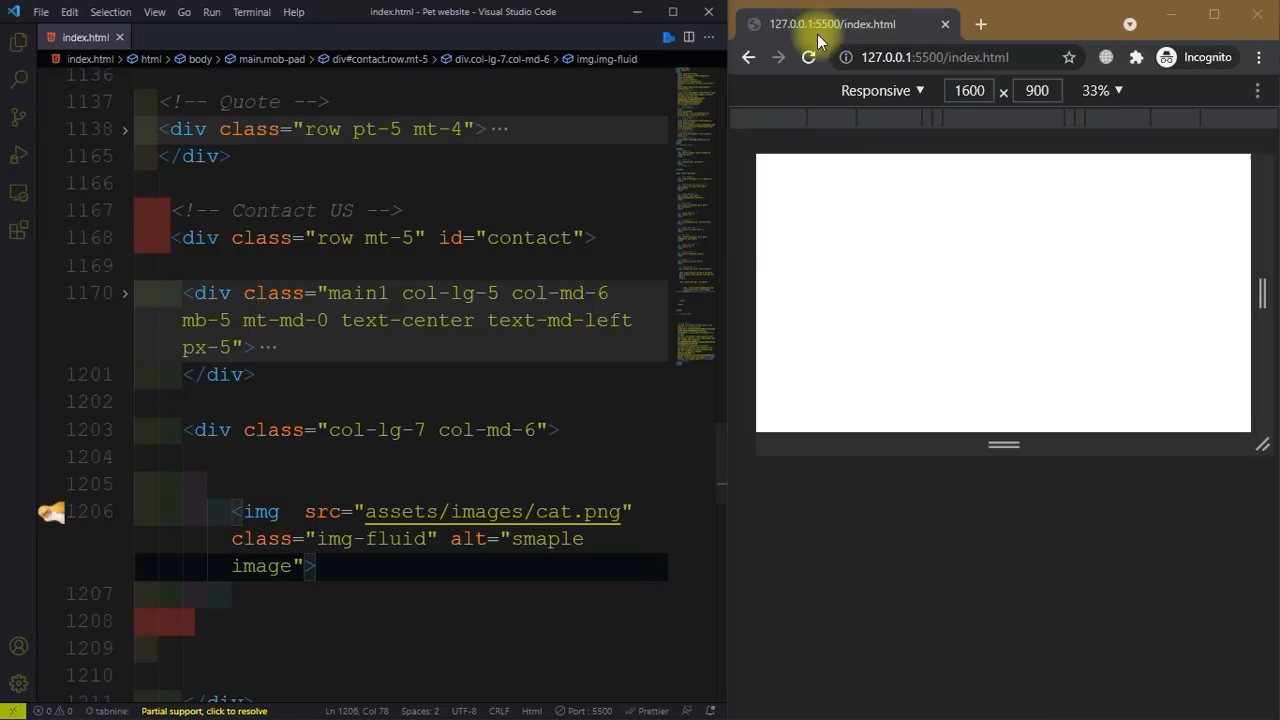 File Edit Selection View Go Run Terminal Help index.html - Pet website - Visual Studio Code
index.html
index.html > html > body > main.mob-pad > div#contact.row.mt-5 > div.col-lg-7.col-md-6 > img.img-fluid
1136
1137 <!-- Quote -->
1138 <div class="row pt-5 mt-4">…
1165 </div>
1166
1167 <!-- Contact US -->
1168 <div class="row mt-5" id="contact">
1169
1170 <div class="main1 col-lg-5 col-md-6
mb-5 mt-md-0 text-center text-md-left
px-5">…
1201 </div>
1202
1203 <div class="col-lg-7 col-md-6">
1204
1205
1206 <img src="assets/images/cat.png"
class="img-fluid" alt="smaple
image">
1207
1208
1209
1210
1211 </div>
0 0 tabnine: Partial support, click to resolve Ln 1206, Col 78 Spaces: 2 UTF-8 CRLF Html Port : 5500 Prettier
127.0.0.1:5500/index.html
127.0.0.1:5500/index.html Incognito
Responsive 1600 × 900 33%